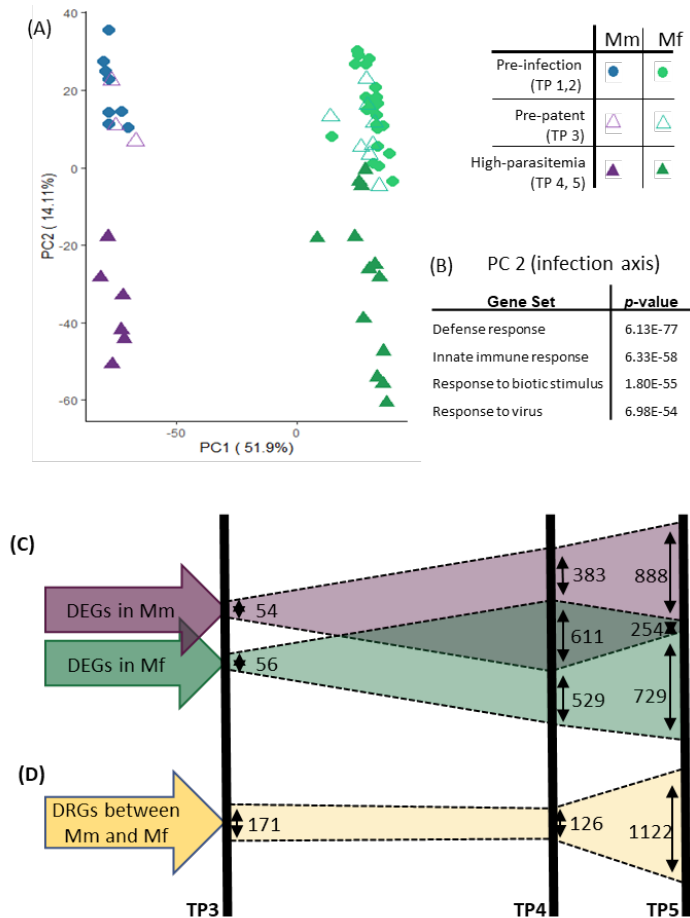 (A)
40
20
0
-20
-40
-60
PC2 ( 14.11%)
-50
0
PC1 ( 51.9%)
Mm Mf
Pre-infection
(TP 1,2)
Pre-patent
(TP 3)
High-parasitemia
(TP 4, 5)
(B) PC 2 (infection axis)
Gene Set p-value
Defense response 6.13E-77
Innate immune response 6.33E-58
Response to biotic stimulus 1.80E-55
Response to virus 6.98E-54
(C)
DEGs in Mm
54
383
888
611
254
DEGs in Mf
56
529
729
(D)
DRGs between
Mm and Mf
171
126
1122
TP3 TP4 TP5